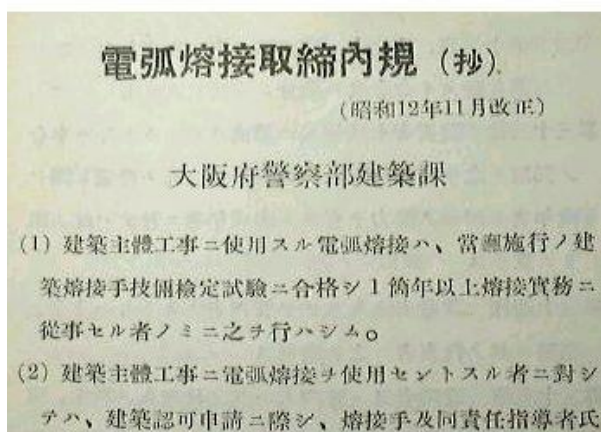 電弧熔接取締內規（抄）
（昭和12年11月改正）
大阪府警察部建築課
(1) 建築主體工事ニ使用スル電弧熔接ハ、當廳施行ノ建
築熔接手技倆檢定試驗ニ合格シ1箇年以上熔接實務ニ
從事セル者ノミニ之ヲ行ハシム。
(2) 建築主體工事ニ電弧熔接ヲ使用セントスル者ニ對シ
テハ、建築認可申請ニ際シ、熔接手及同責任指導者氏